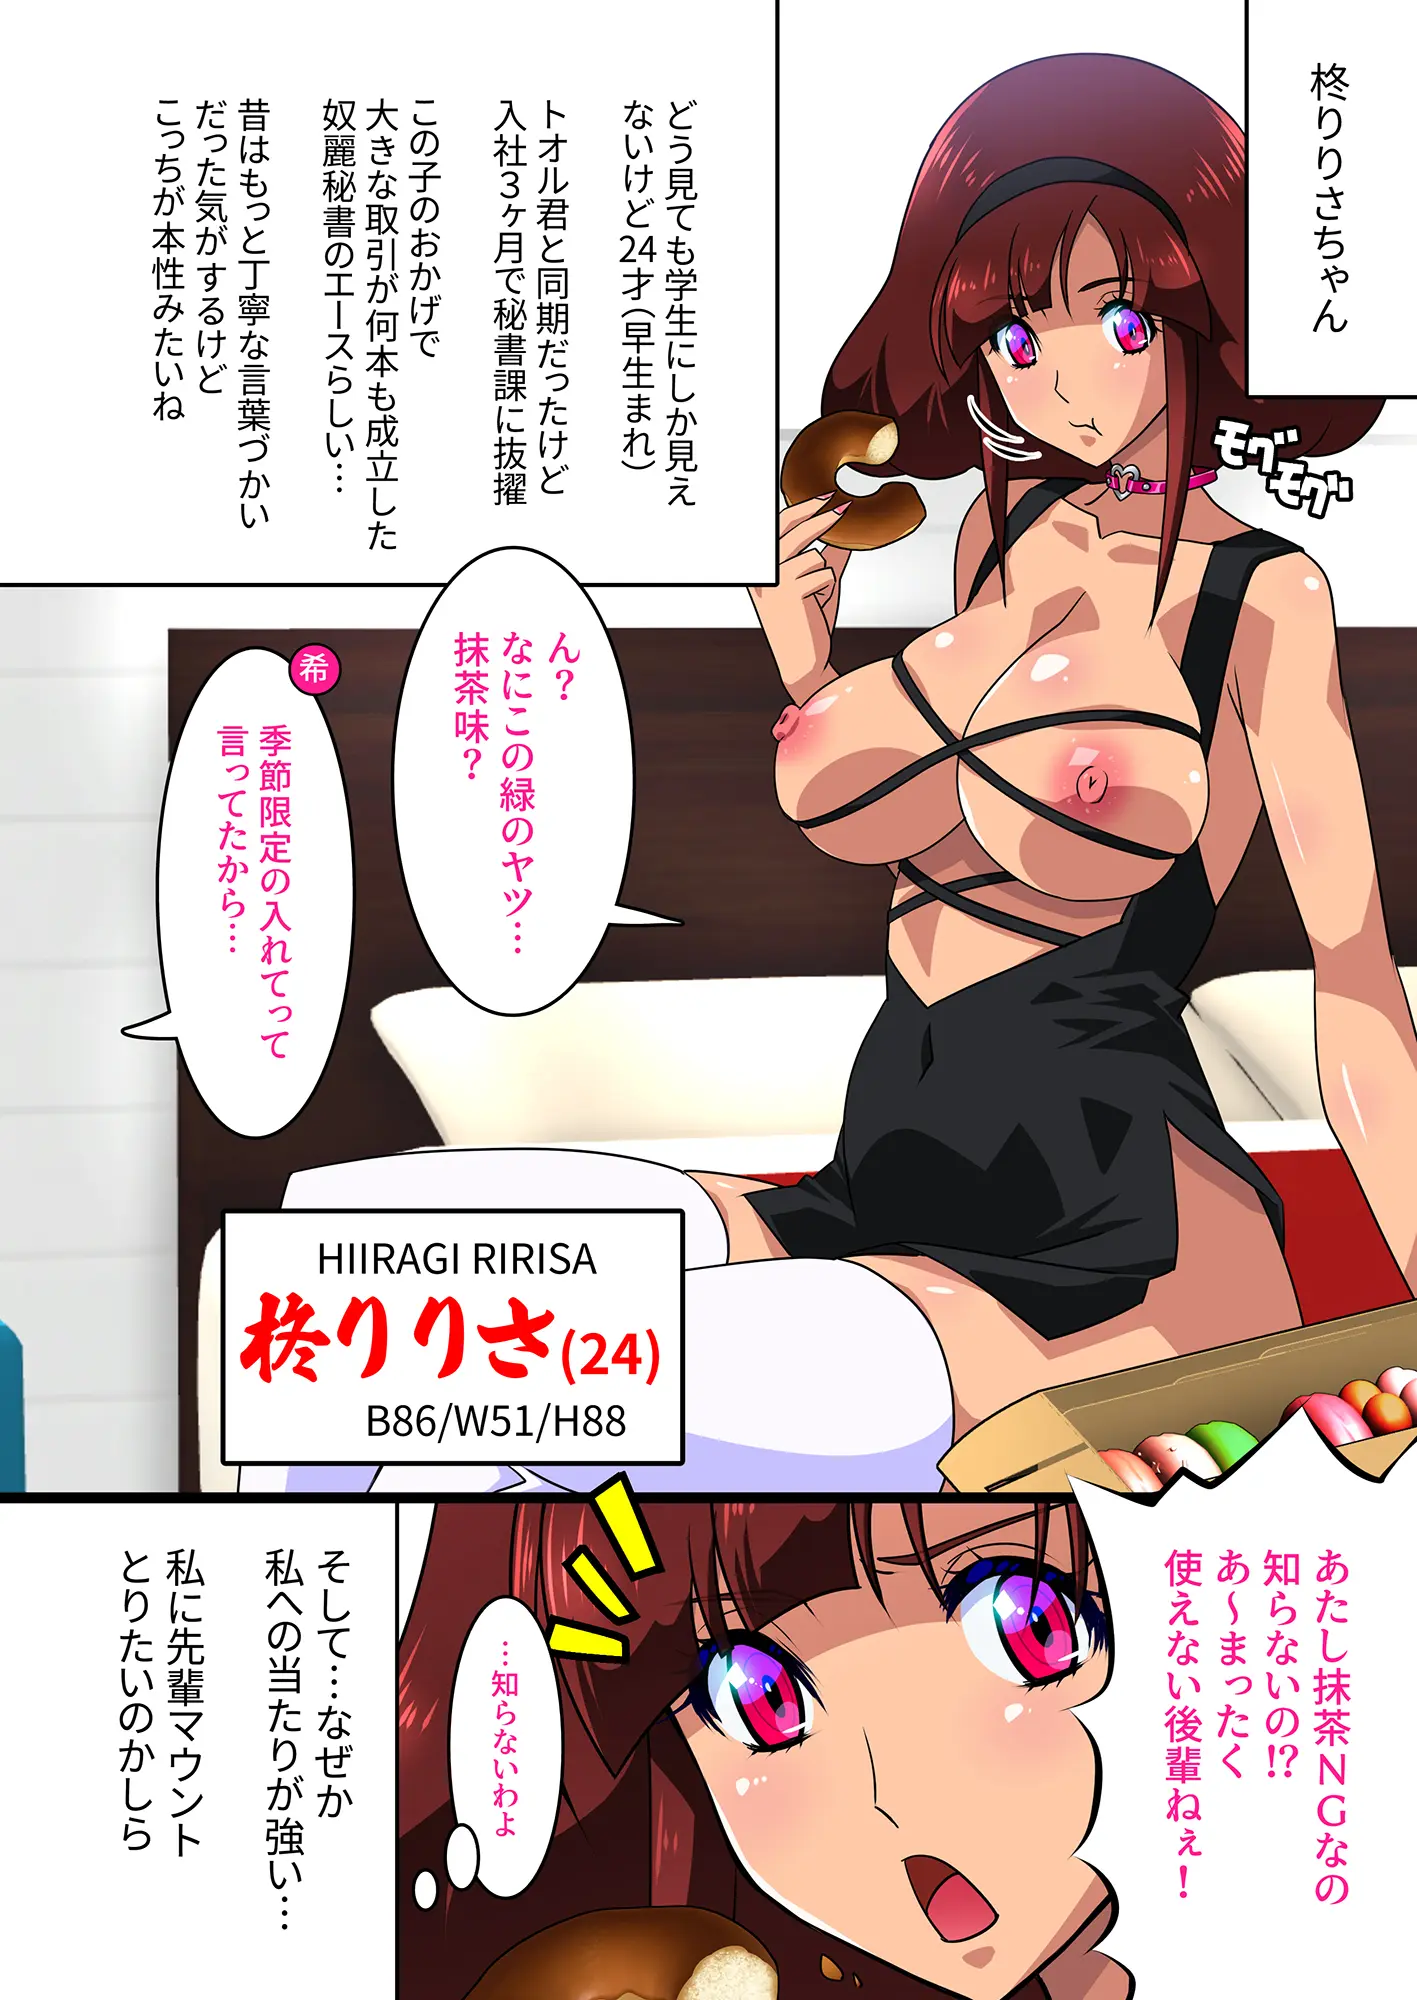 柊りりさちゃん
モグモグ
どう見ても学生にしか見え
ないけど24才（早生まれ）
トオル君と同期だったけど
入社3ヶ月で秘書課に抜擢
この子のおかげで
大きな取引が何本も成立した
奴麗秘書のエースらしい…
昔はもっと丁寧な言葉づかい
だった気がするけど
こっちが本性みたいね
ん？
なにこの緑のヤツ…
抹茶味？
希
季節限定の入れてって
言ってたから…
HIIRAGI RIRISA
柊りりさ(24)
B86/W51/H88
あたし抹茶NGなの
知らないの!?
あ～まったく
使えない後輩ねぇ！
…知らないわよ
そして…なぜか
私への当たりが強い…
私に先輩マウント
とりたいのかしら